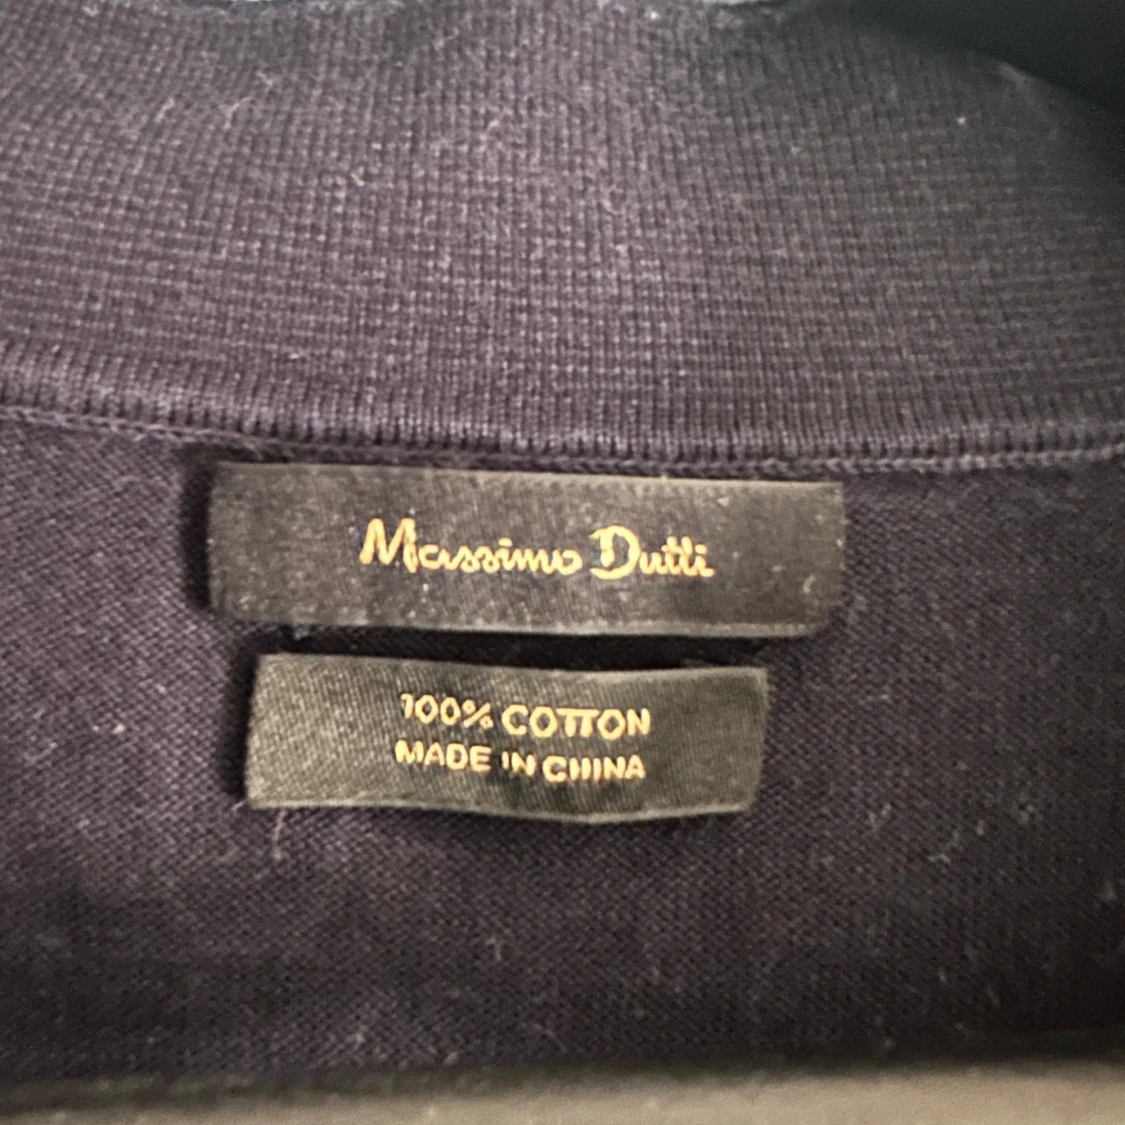 Massimo Dutti
100% COTTON
MADE IN CHINA